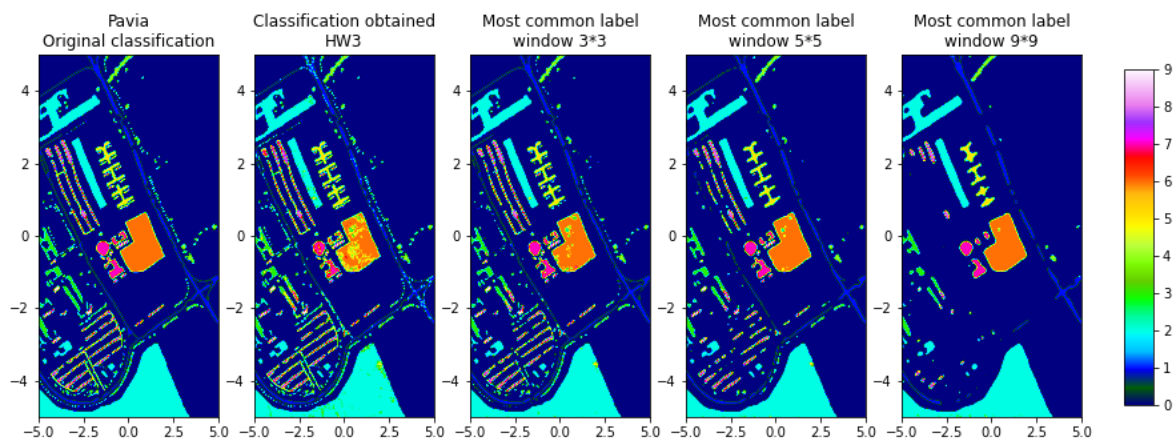 Pavia
Original classification
Classification obtained
HW3
Most common label
window 3*3
Most common label
window 5*5
Most common label
window 9*9
4
2
0
−2
−4
−5.0 −2.5 0.0 2.5 5.0
4
2
0
−2
−4
−5.0 −2.5 0.0 2.5 5.0
4
2
0
−2
−4
−5.0 −2.5 0.0 2.5 5.0
4
2
0
−2
−4
−5.0 −2.5 0.0 2.5 5.0
4
2
0
−2
−4
−5.0 −2.5 0.0 2.5 5.0
9
8
7
6
5
4
3
2
1
0